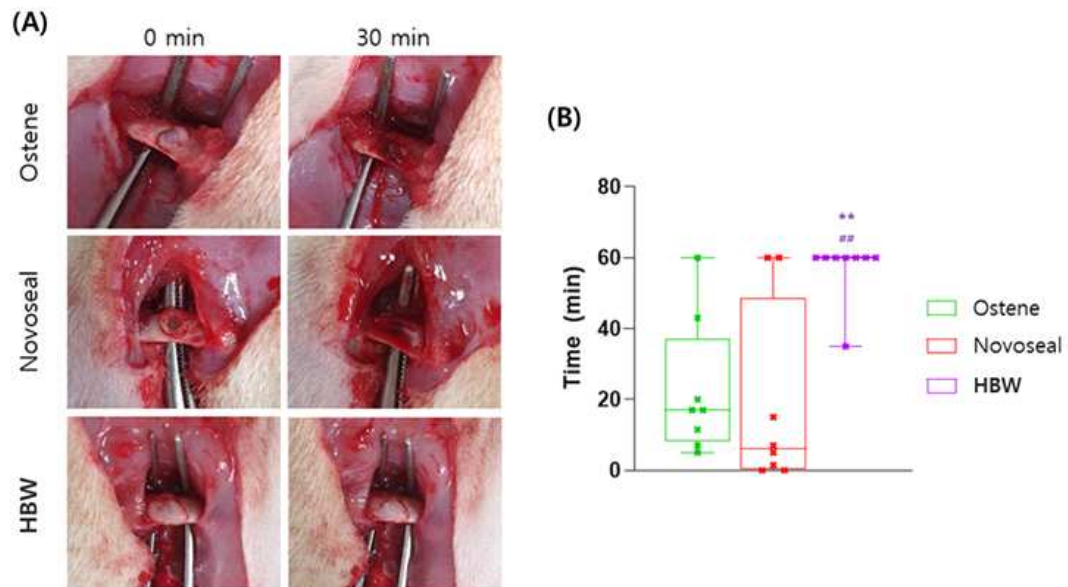 (A)
0 min 30 min
Ostene
Novoseal
HBW
(B)
Time (min)
80
60
40
20
0
**
##
Ostene
Novoseal
HBW